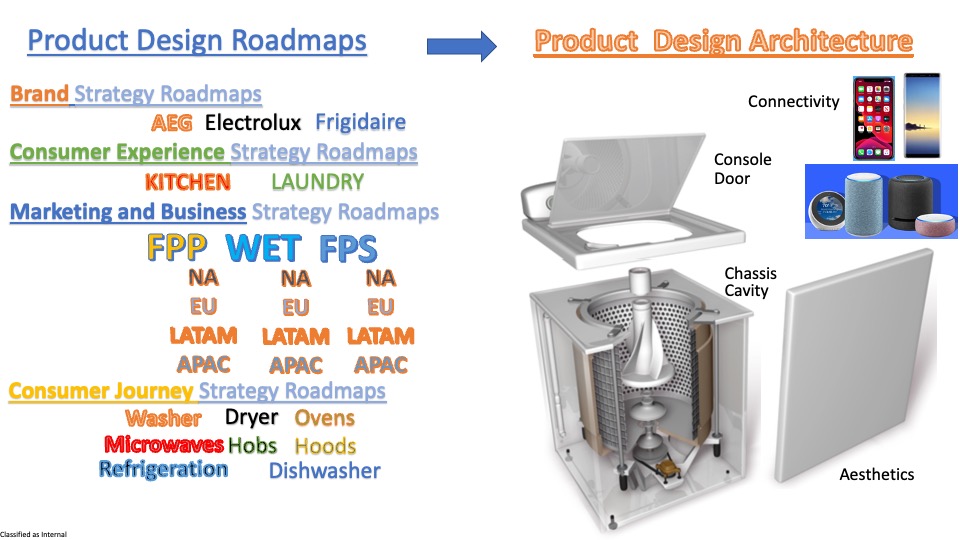 Product Design Roadmaps
Product Design Architecture
Brand Strategy Roadmaps
AEG Electrolux Frigidaire
Consumer Experience Strategy Roadmaps
KITCHEN LAUNDRY
Marketing and Business Strategy Roadmaps
FPP WET FPS
NA NA NA
EU EU EU
LATAM LATAM LATAM
APAC APAC APAC
Consumer Journey Strategy Roadmaps
Washer Dryer Ovens
Microwaves Hobs Hoods
Refrigeration Dishwasher
Connectivity
Console
Door
Chassis
Cavity
Aesthetics
Classified as Internal